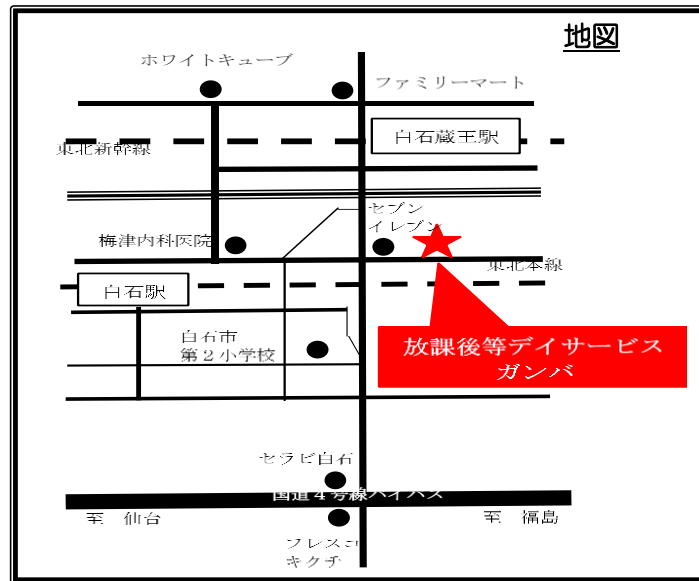 地図
ホワイトキューブ
ファミリーマート
東北新幹線
白石蔵王駅
セブン
イレブン
梅津内科医院
東北本線
白石駅
白石市
第２小学校
放課後等デイサービス
ガンバ
セラビ白石
国道４号線バイパス
至　仙台
至　福島
フレスコ
キクチ